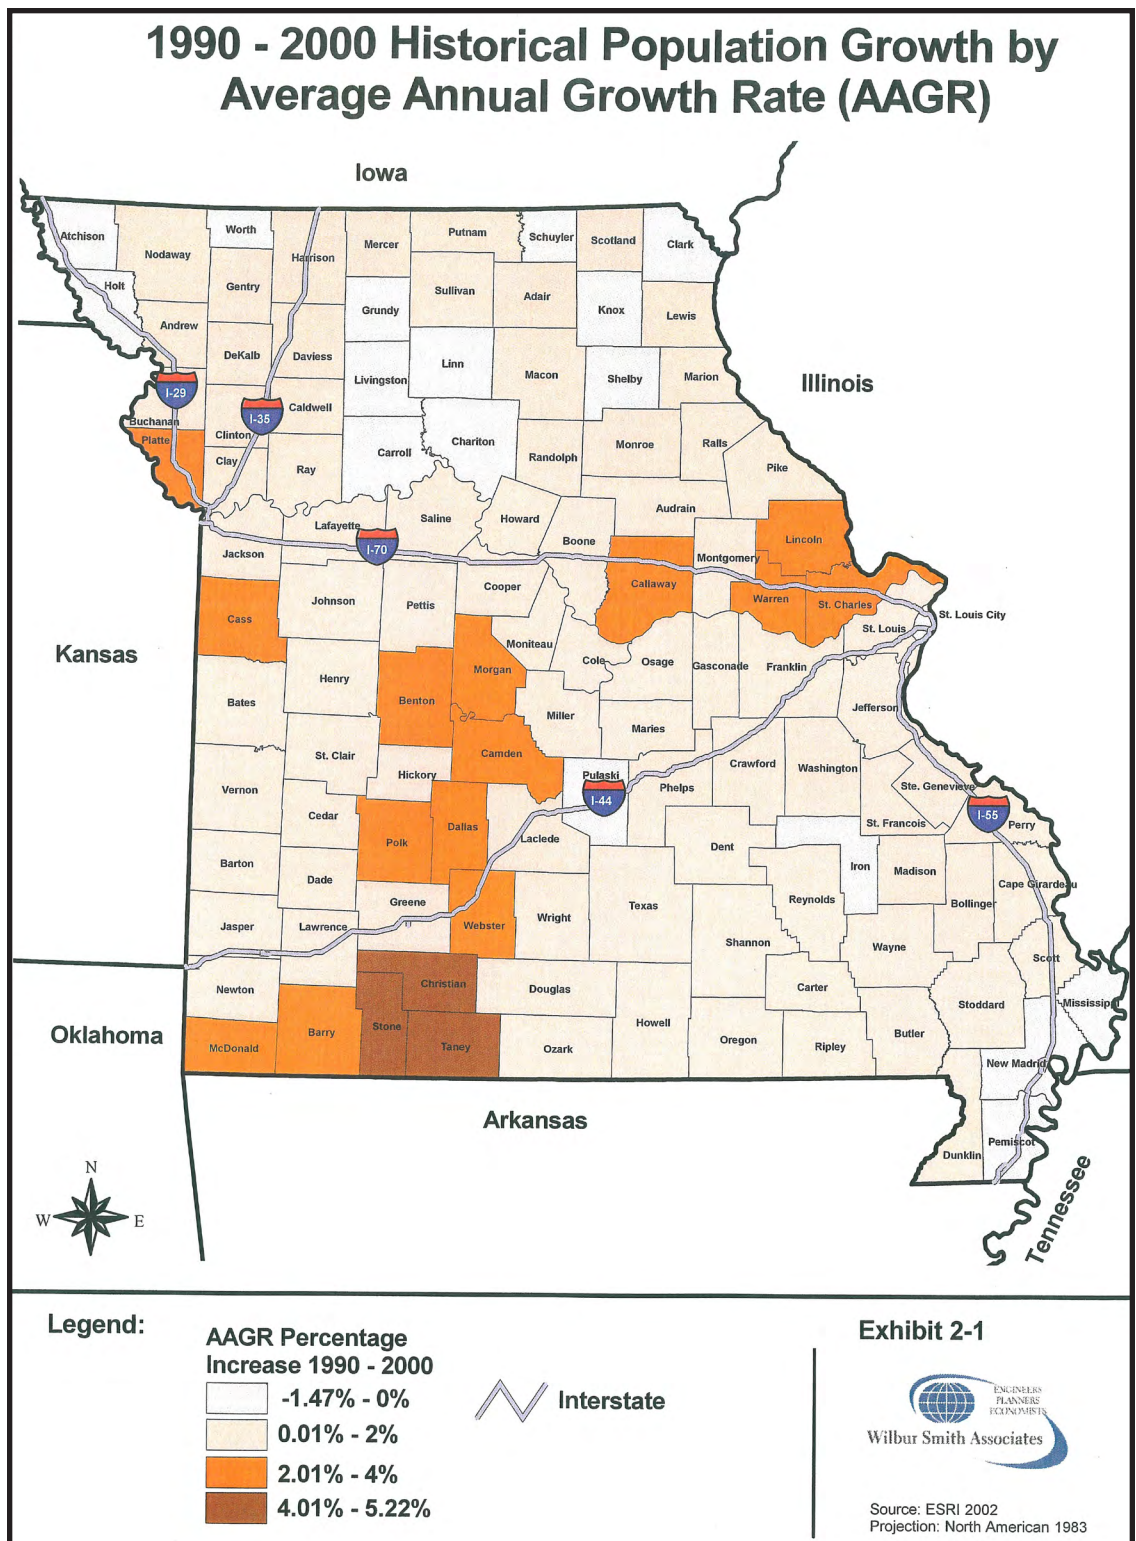 1990 - 2000 Historical Population Growth by
Average Annual Growth Rate (AAGR)
Iowa
Atchison
Nodaway
Worth
Harrison
Mercer
Putnam
Schuyler
Scotland
Clark
Holt
Gentry
Sullivan
Adair
Grundy
Knox
Lewis
Andrew
DeKalb
Daviess
Livingston
Linn
Macon
Shelby
Marion
Illinois
I-29
I-35
Buchanan
Platte
Clinton
Caldwell
Clay
Ray
Carroll
Chariton
Randolph
Monroe
Ralls
Pike
Audrain
Lafayette
Saline
Howard
Boone
Lincoln
Jackson
I-70
Montgomery
Cooper
Callaway
Warren
St. Charles
St. Louis City
St. Louis
Cass
Johnson
Pettis
Moniteau
Cole
Osage
Gasconade
Franklin
Kansas
Henry
Benton
Morgan
Bates
Miller
Maries
Jefferson
St. Clair
Camden
Hickory
Pulaski
I-44
Phelps
Crawford
Washington
Ste. Genevieve
Vernon
Cedar
Polk
Dallas
Laclede
Dent
St. Francois
I-55
Perry
Barton
Dade
Iron
Madison
Cape Girardeau
Greene
Reynolds
Bollinger
Jasper
Lawrence
Webster
Wright
Texas
Shannon
Wayne
Scott
Newton
Christian
Douglas
Carter
Stoddard
Mississippi
Oklahoma
McDonald
Barry
Stone
Taney
Ozark
Howell
Oregon
Ripley
Butler
New Madrid
Arkansas
Dunklin
Pemiscot
Tennessee
N
W
E
S
Legend:
AAGR Percentage
Increase 1990 - 2000
-1.47% - 0%
0.01% - 2%
2.01% - 4%
4.01% - 5.22%
Interstate
Exhibit 2-1
ENGINEERS
PLANNERS
ECONOMISTS
Wilbur Smith Associates
Source: ESRI 2002
Projection: North American 1983